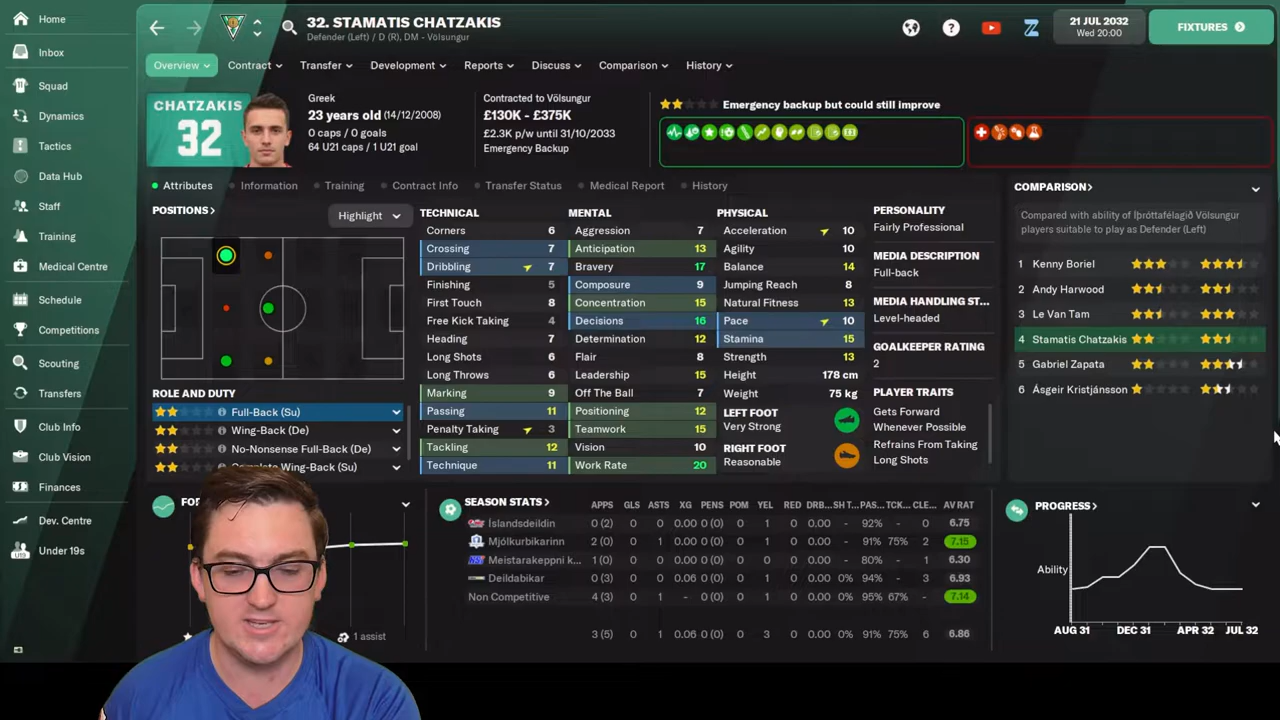 Home
Inbox
Squad
Dynamics
Tactics
Data Hub
Staff
Training
Medical Centre
Schedule
Competitions
Scouting
Transfers
Club Info
Club Vision
Finances
Dev. Centre
Under 19s
32. STAMATIS CHATZAKIS
Defender (Left) / D (R), DM - Völsungur
21 JUL 2032
Wed 20:00
FIXTURES
Overview
Contract
Transfer
Development
Reports
Discuss
Comparison
History
CHATZAKIS
32
Greek
23 years old (14/12/2008)
0 caps / 0 goals
64 U21 caps / 1 U21 goal
Contracted to Völsungur
£130K - £375K
£2.3K p/w until 31/10/2033
Emergency Backup
Emergency backup but could still improve
Attributes
Information
Training
Contract Info
Transfer Status
Medical Report
History
POSITIONS
Highlight
ROLE AND DUTY
Full-Back (Su)
Wing-Back (De)
No-Nonsense Full-Back (De)
Complete Wing-Back (Su)
TECHNICAL
Corners 6
Crossing 7
Dribbling 7
Finishing 5
First Touch 8
Free Kick Taking 4
Heading 7
Long Shots 6
Long Throws 6
Marking 9
Passing 11
Penalty Taking 3
Tackling 12
Technique 11
MENTAL
Aggression 7
Anticipation 13
Bravery 17
Composure 9
Concentration 15
Decisions 16
Determination 12
Flair 8
Leadership 15
Off The Ball 7
Positioning 12
Teamwork 15
Vision 10
Work Rate 20
PHYSICAL
Acceleration 10
Agility 10
Balance 14
Jumping Reach 8
Natural Fitness 13
Pace 10
Stamina 15
Strength 13
Height 178 cm
Weight 75 kg
LEFT FOOT
Very Strong
RIGHT FOOT
Reasonable
PERSONALITY
Fairly Professional
MEDIA DESCRIPTION
Full-back
MEDIA HANDLING ST...
Level-headed
GOALKEEPER RATING
2
PLAYER TRAITS
Gets Forward
Whenever Possible
Refrains From Taking
Long Shots
COMPARISON
Compared with ability of Íþróttafélagið Völsungur
players suitable to play as Defender (Left)
1 Kenny Boriel
2 Andy Harwood
3 Le Van Tam
4 Stamatis Chatzakis
5 Gabriel Zapata
6 Ásgeir Kristjánsson
FO
1 assist
SEASON STATS APPS GLS ASTS XG PENS POM YEL RED DRB... SH T... PAS... TCK... CLE... AV RAT
Íslandsdeildin 0 (2) 0 0 0.00 0 (0) 0 1 0 0.00 - 92% - 0 6.75
Mjólkurbikarinn 2 (0) 0 1 0.00 0 (0) 0 1 0 0.00 0% 91% 75% 2 7.15
Meistarakeppni k... 1 (0) 0 0 0.00 0 (0) 0 0 0 0.00 - 80% - 1 6.30
Deildabikar 0 (3) 0 0 0.06 0 (0) 0 1 0 0.00 0% 94% - 3 6.93
Non Competitive 4 (3) 0 1 - 0 (0) 0 0 0 0.00 0% 95% 67% - 7.14
3 (5) 0 1 0.06 0 (0) 0 3 0 0.00 0% 91% 75% 6 6.86
PROGRESS
Ability
AUG 31 DEC 31 APR 32 JUL 32